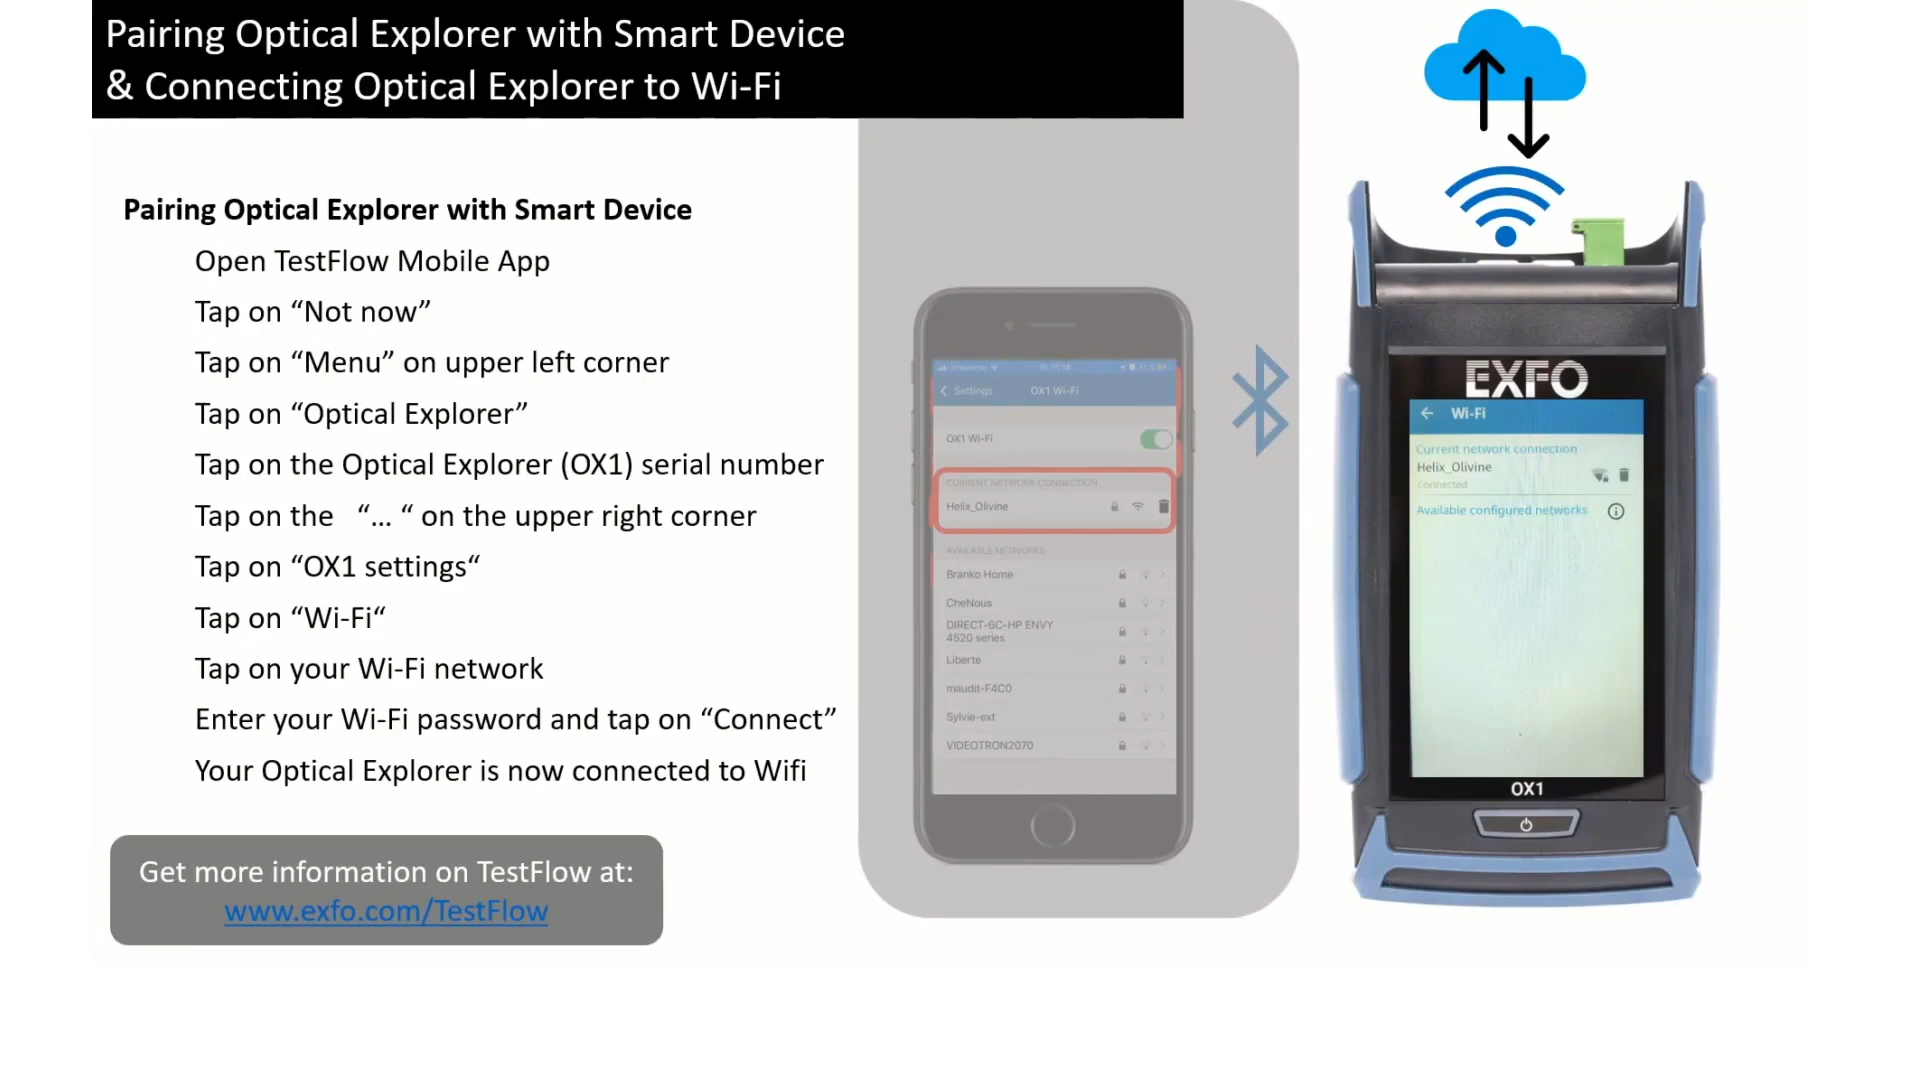 Pairing Optical Explorer with Smart Device
& Connecting Optical Explorer to Wi-Fi
Pairing Optical Explorer with Smart Device
Open TestFlow Mobile App
Tap on “Not now”
Tap on “Menu” on upper left corner
Tap on “Optical Explorer”
Tap on the Optical Explorer (OX1) serial number
Tap on the “... “ on the upper right corner
Tap on “OX1 settings“
Tap on “Wi-Fi“
Tap on your Wi-Fi network
Enter your Wi-Fi password and tap on “Connect”
Your Optical Explorer is now connected to Wifi
Get more information on TestFlow at:
www.exfo.com/TestFlow
Settings OX1 Wi-Fi
OX1 Wi-Fi
CURRENT NETWORK CONNECTION
Helix_Olivine
AVAILABLE NETWORKS
Branko Home
CheNous
DIRECT-6C-HP ENVY
4520 series
Liberte
maudit-F4C0
Sylvie-ext
VIDEOTRON2070
EXFO
Wi-Fi
Current network connection
Helix_Olivine
Connected
Available configured networks
OX1